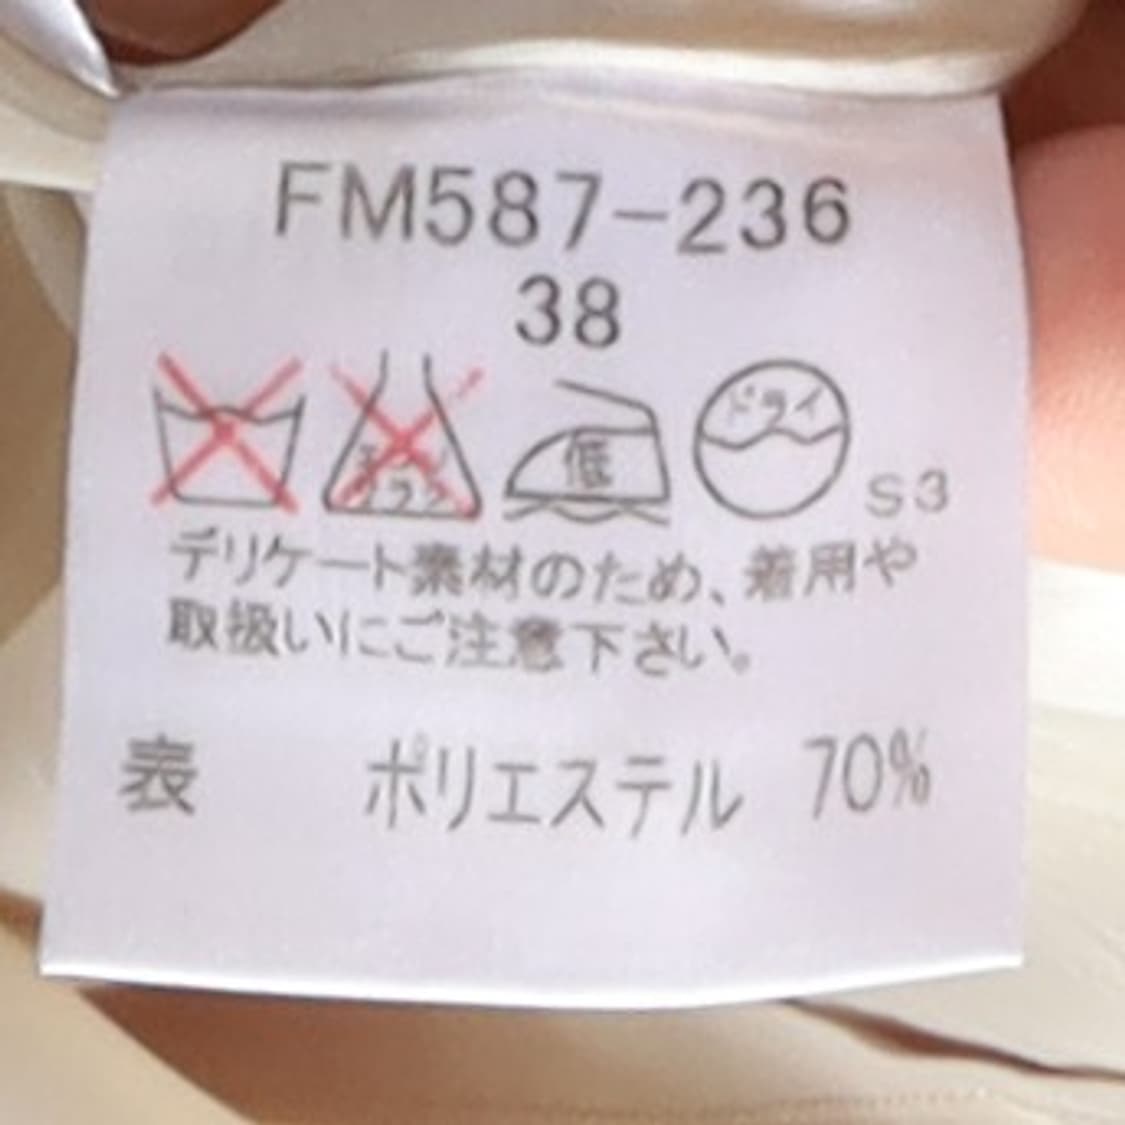 FM587-236
38
低 ドライ
S3
デリケート素材のため、着用や
取扱いにご注意下さい。
表 ポリエステル 70%